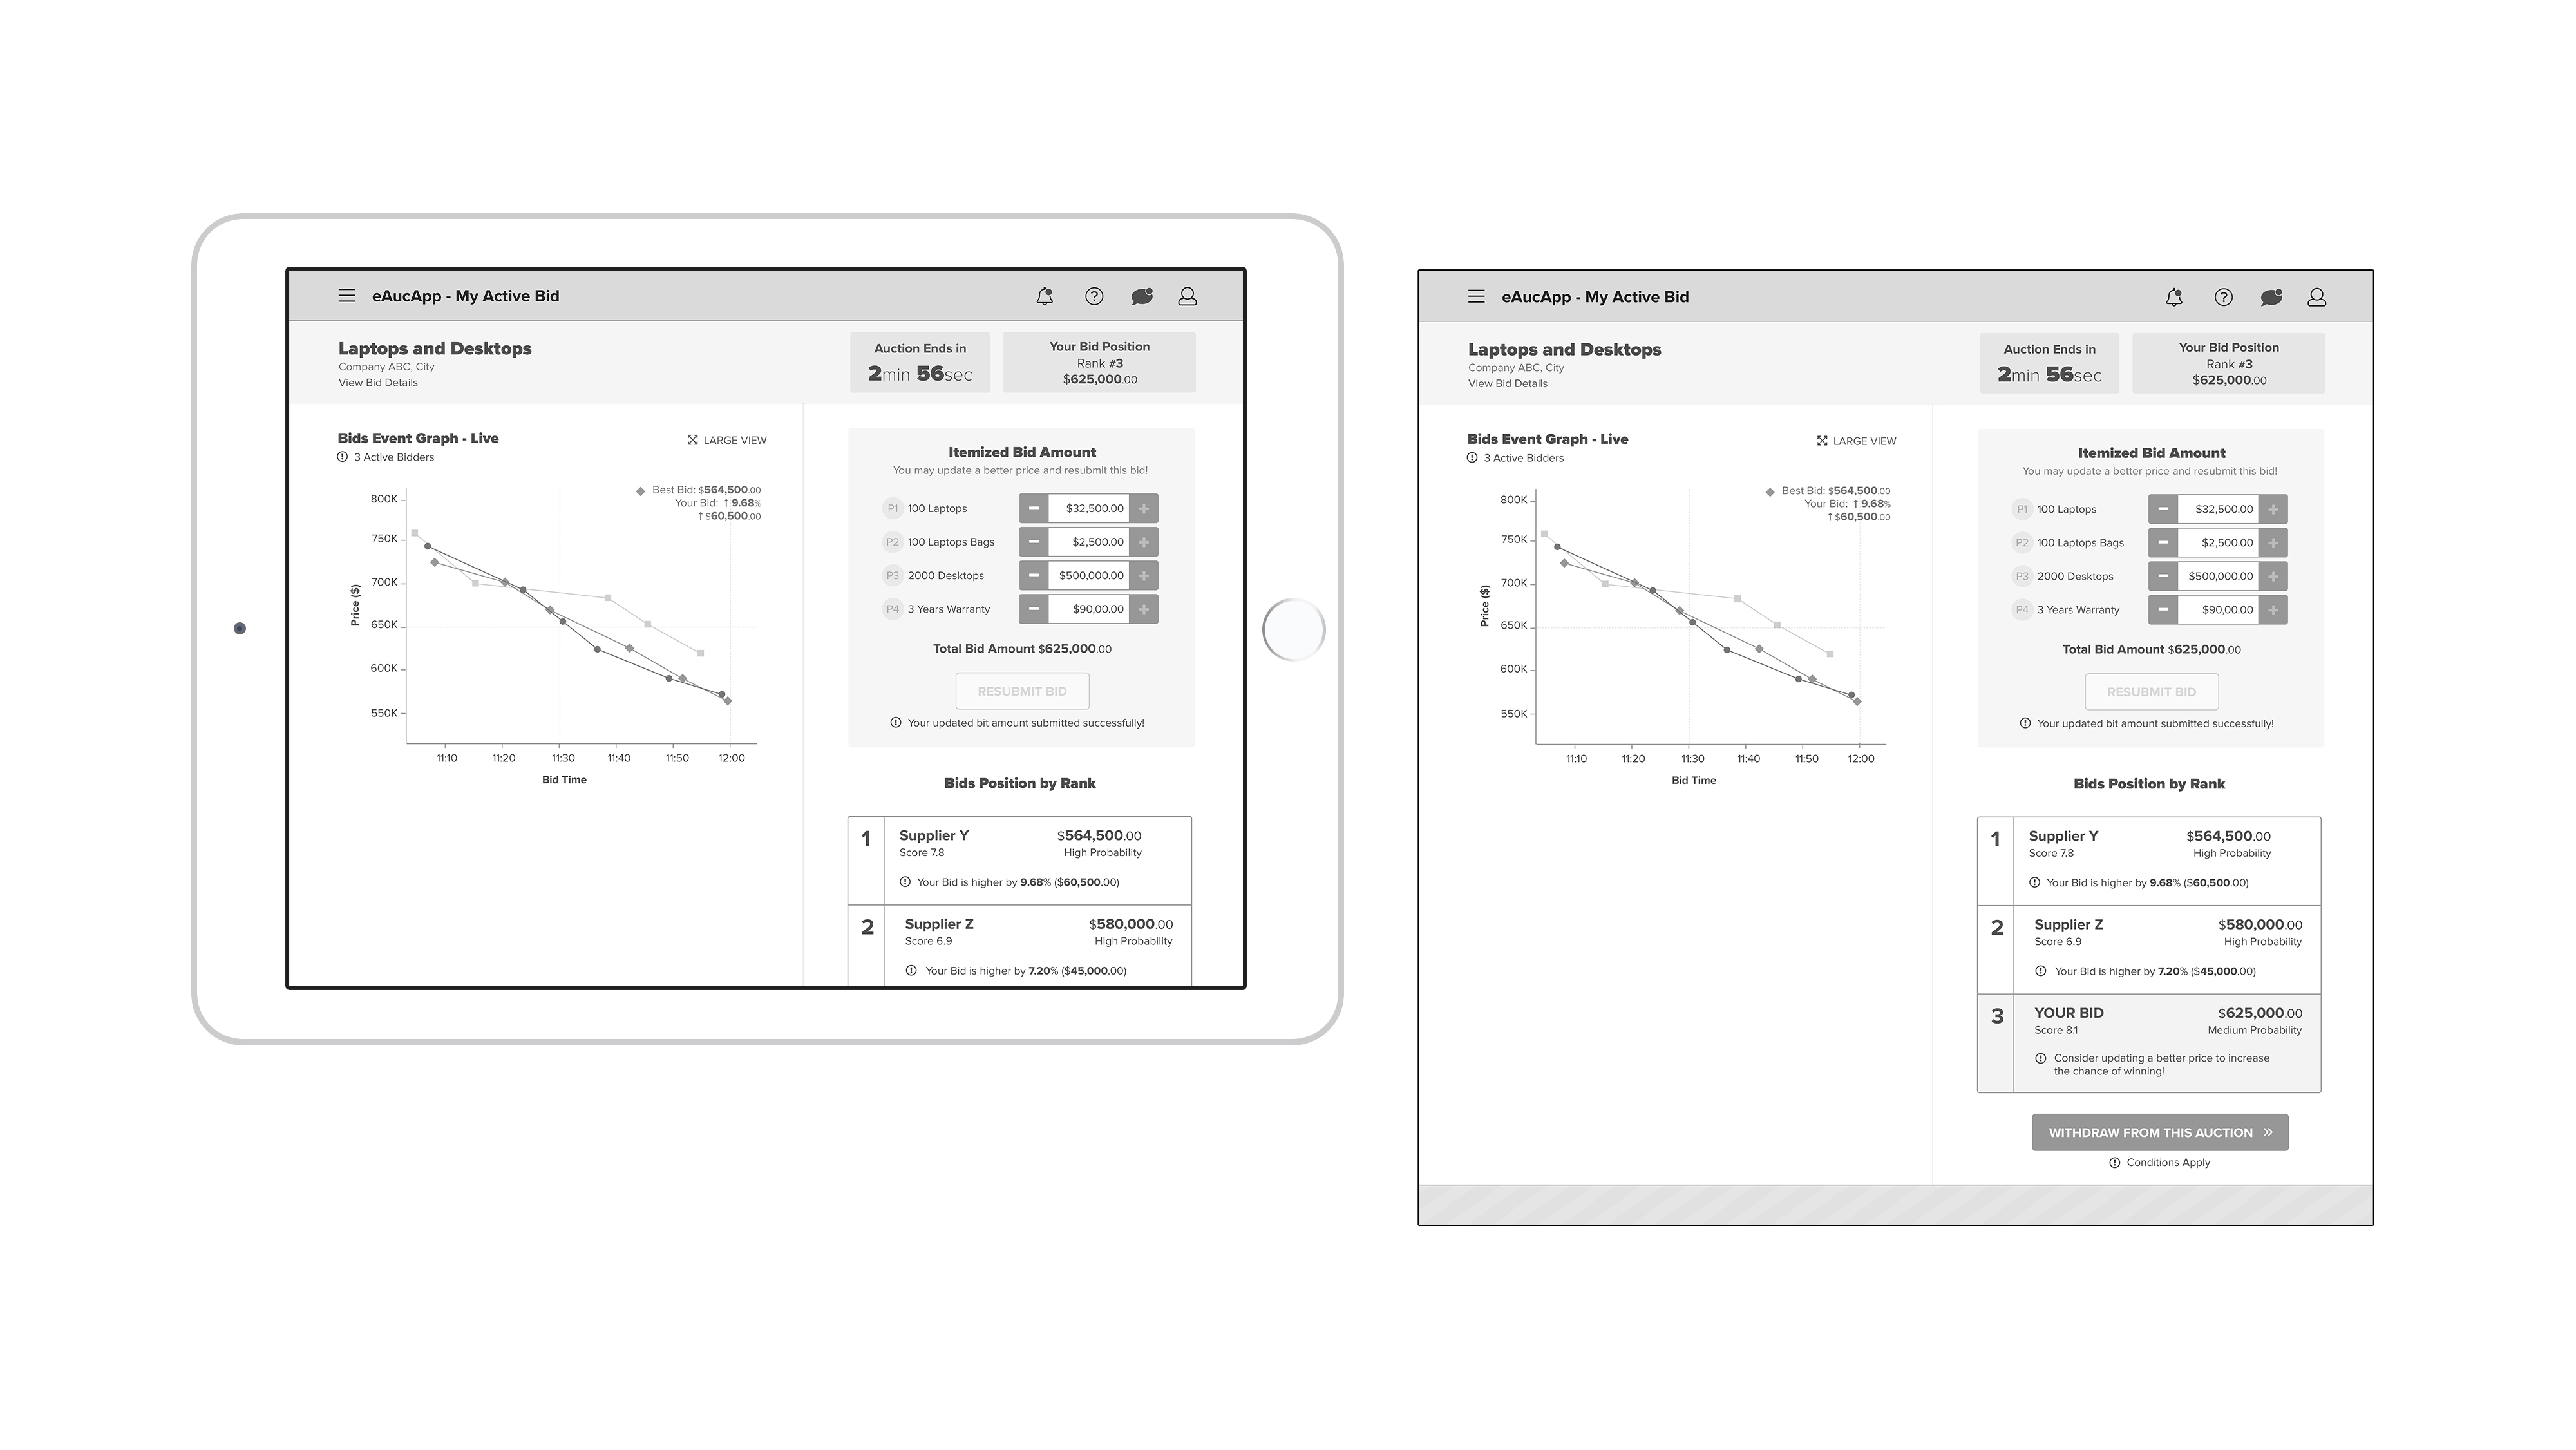 eAucApp - My Active Bid
Laptops and Desktops
Company ABC, City
View Bid Details
Auction Ends in
2min 56sec
Your Bid Position
Rank #3
$625,000.00
Bids Event Graph - Live
3 Active Bidders
LARGE VIEW
Best Bid: $564,500.00
Your Bid: ↑ 9.68%
↑ $60,500.00
800K
750K
700K
650K
600K
550K
Price ($)
11:10 11:20 11:30 11:40 11:50 12:00
Bid Time
Itemized Bid Amount
You may update a better price and resubmit this bid!
P1 100 Laptops $32,500.00
P2 100 Laptops Bags $2,500.00
P3 2000 Desktops $500,000.00
P4 3 Years Warranty $90,00.00
Total Bid Amount $625,000.00
RESUBMIT BID
Your updated bit amount submitted successfully!
Bids Position by Rank
1 Supplier Y $564,500.00
Score 7.8 High Probability
Your Bid is higher by 9.68% ($60,500.00)
2 Supplier Z $580,000.00
Score 6.9 High Probability
Your Bid is higher by 7.20% ($45,000.00)
eAucApp - My Active Bid
Laptops and Desktops
Company ABC, City
View Bid Details
Auction Ends in
2min 56sec
Your Bid Position
Rank #3
$625,000.00
Bids Event Graph - Live
3 Active Bidders
LARGE VIEW
Best Bid: $564,500.00
Your Bid: ↑ 9.68%
↑ $60,500.00
800K
750K
700K
650K
600K
550K
Price ($)
11:10 11:20 11:30 11:40 11:50 12:00
Bid Time
Itemized Bid Amount
You may update a better price and resubmit this bid!
P1 100 Laptops $32,500.00
P2 100 Laptops Bags $2,500.00
P3 2000 Desktops $500,000.00
P4 3 Years Warranty $90,00.00
Total Bid Amount $625,000.00
RESUBMIT BID
Your updated bit amount submitted successfully!
Bids Position by Rank
1 Supplier Y $564,500.00
Score 7.8 High Probability
Your Bid is higher by 9.68% ($60,500.00)
2 Supplier Z $580,000.00
Score 6.9 High Probability
Your Bid is higher by 7.20% ($45,000.00)
3 YOUR BID $625,000.00
Score 8.1 Medium Probability
Consider updating a better price to increase
the chance of winning!
WITHDRAW FROM THIS AUCTION »
Conditions Apply